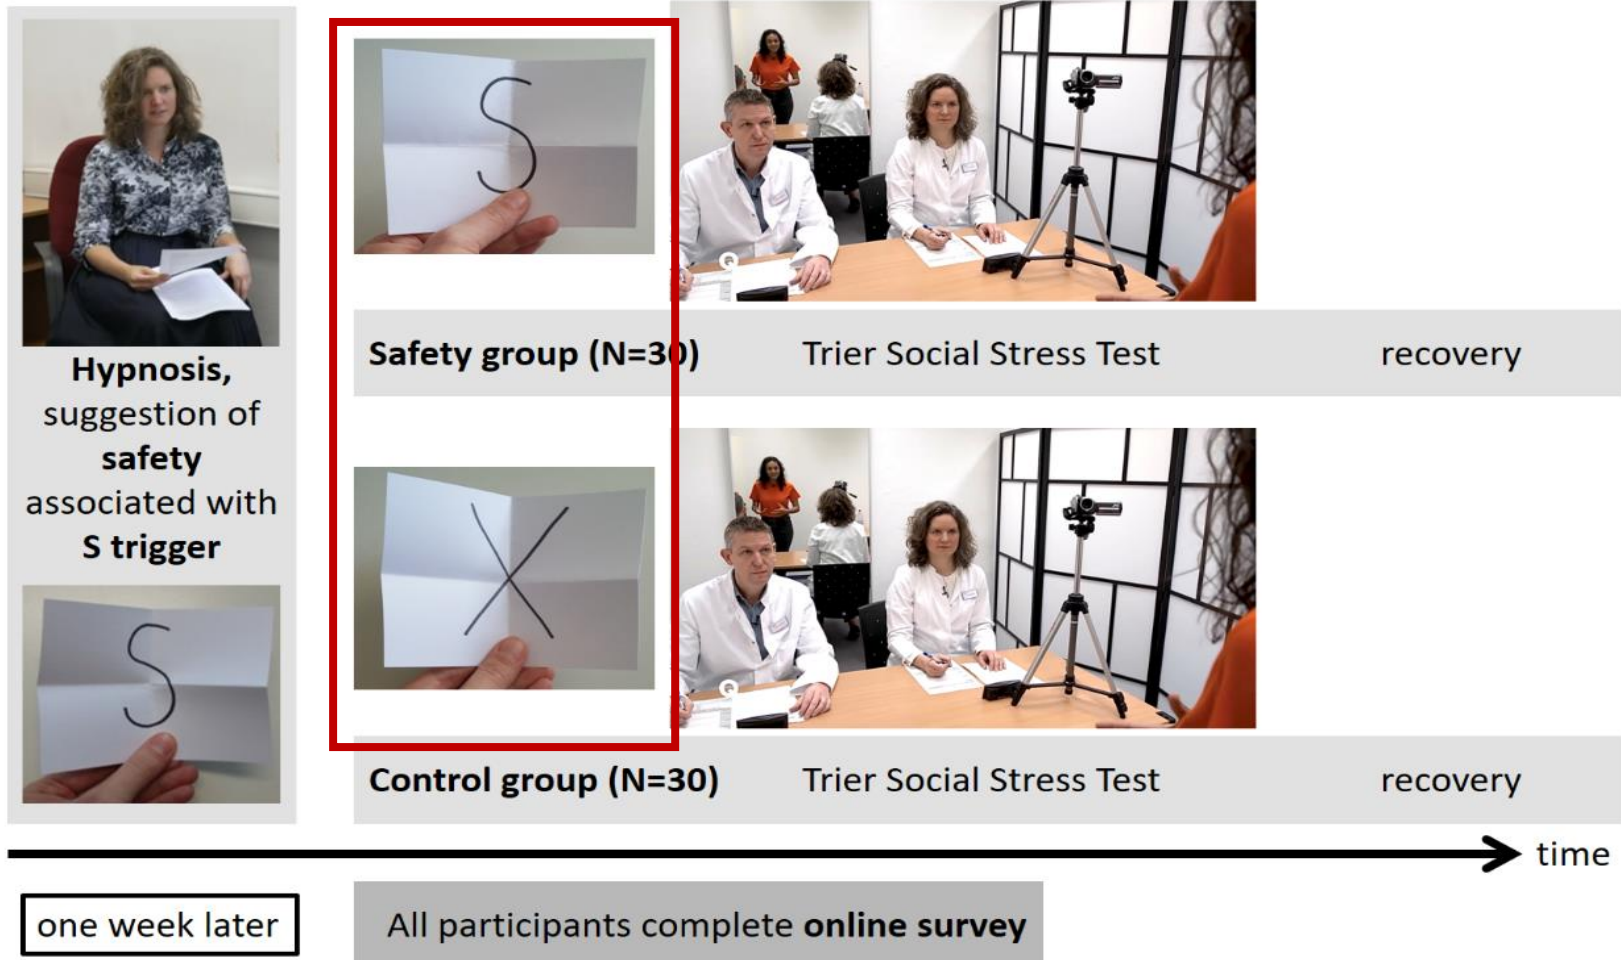 Hypnosis,
suggestion of
safety
associated with
S trigger
S
S
Safety group (N=30) Trier Social Stress Test recovery
X
Control group (N=30) Trier Social Stress Test recovery
time
one week later
All participants complete online survey